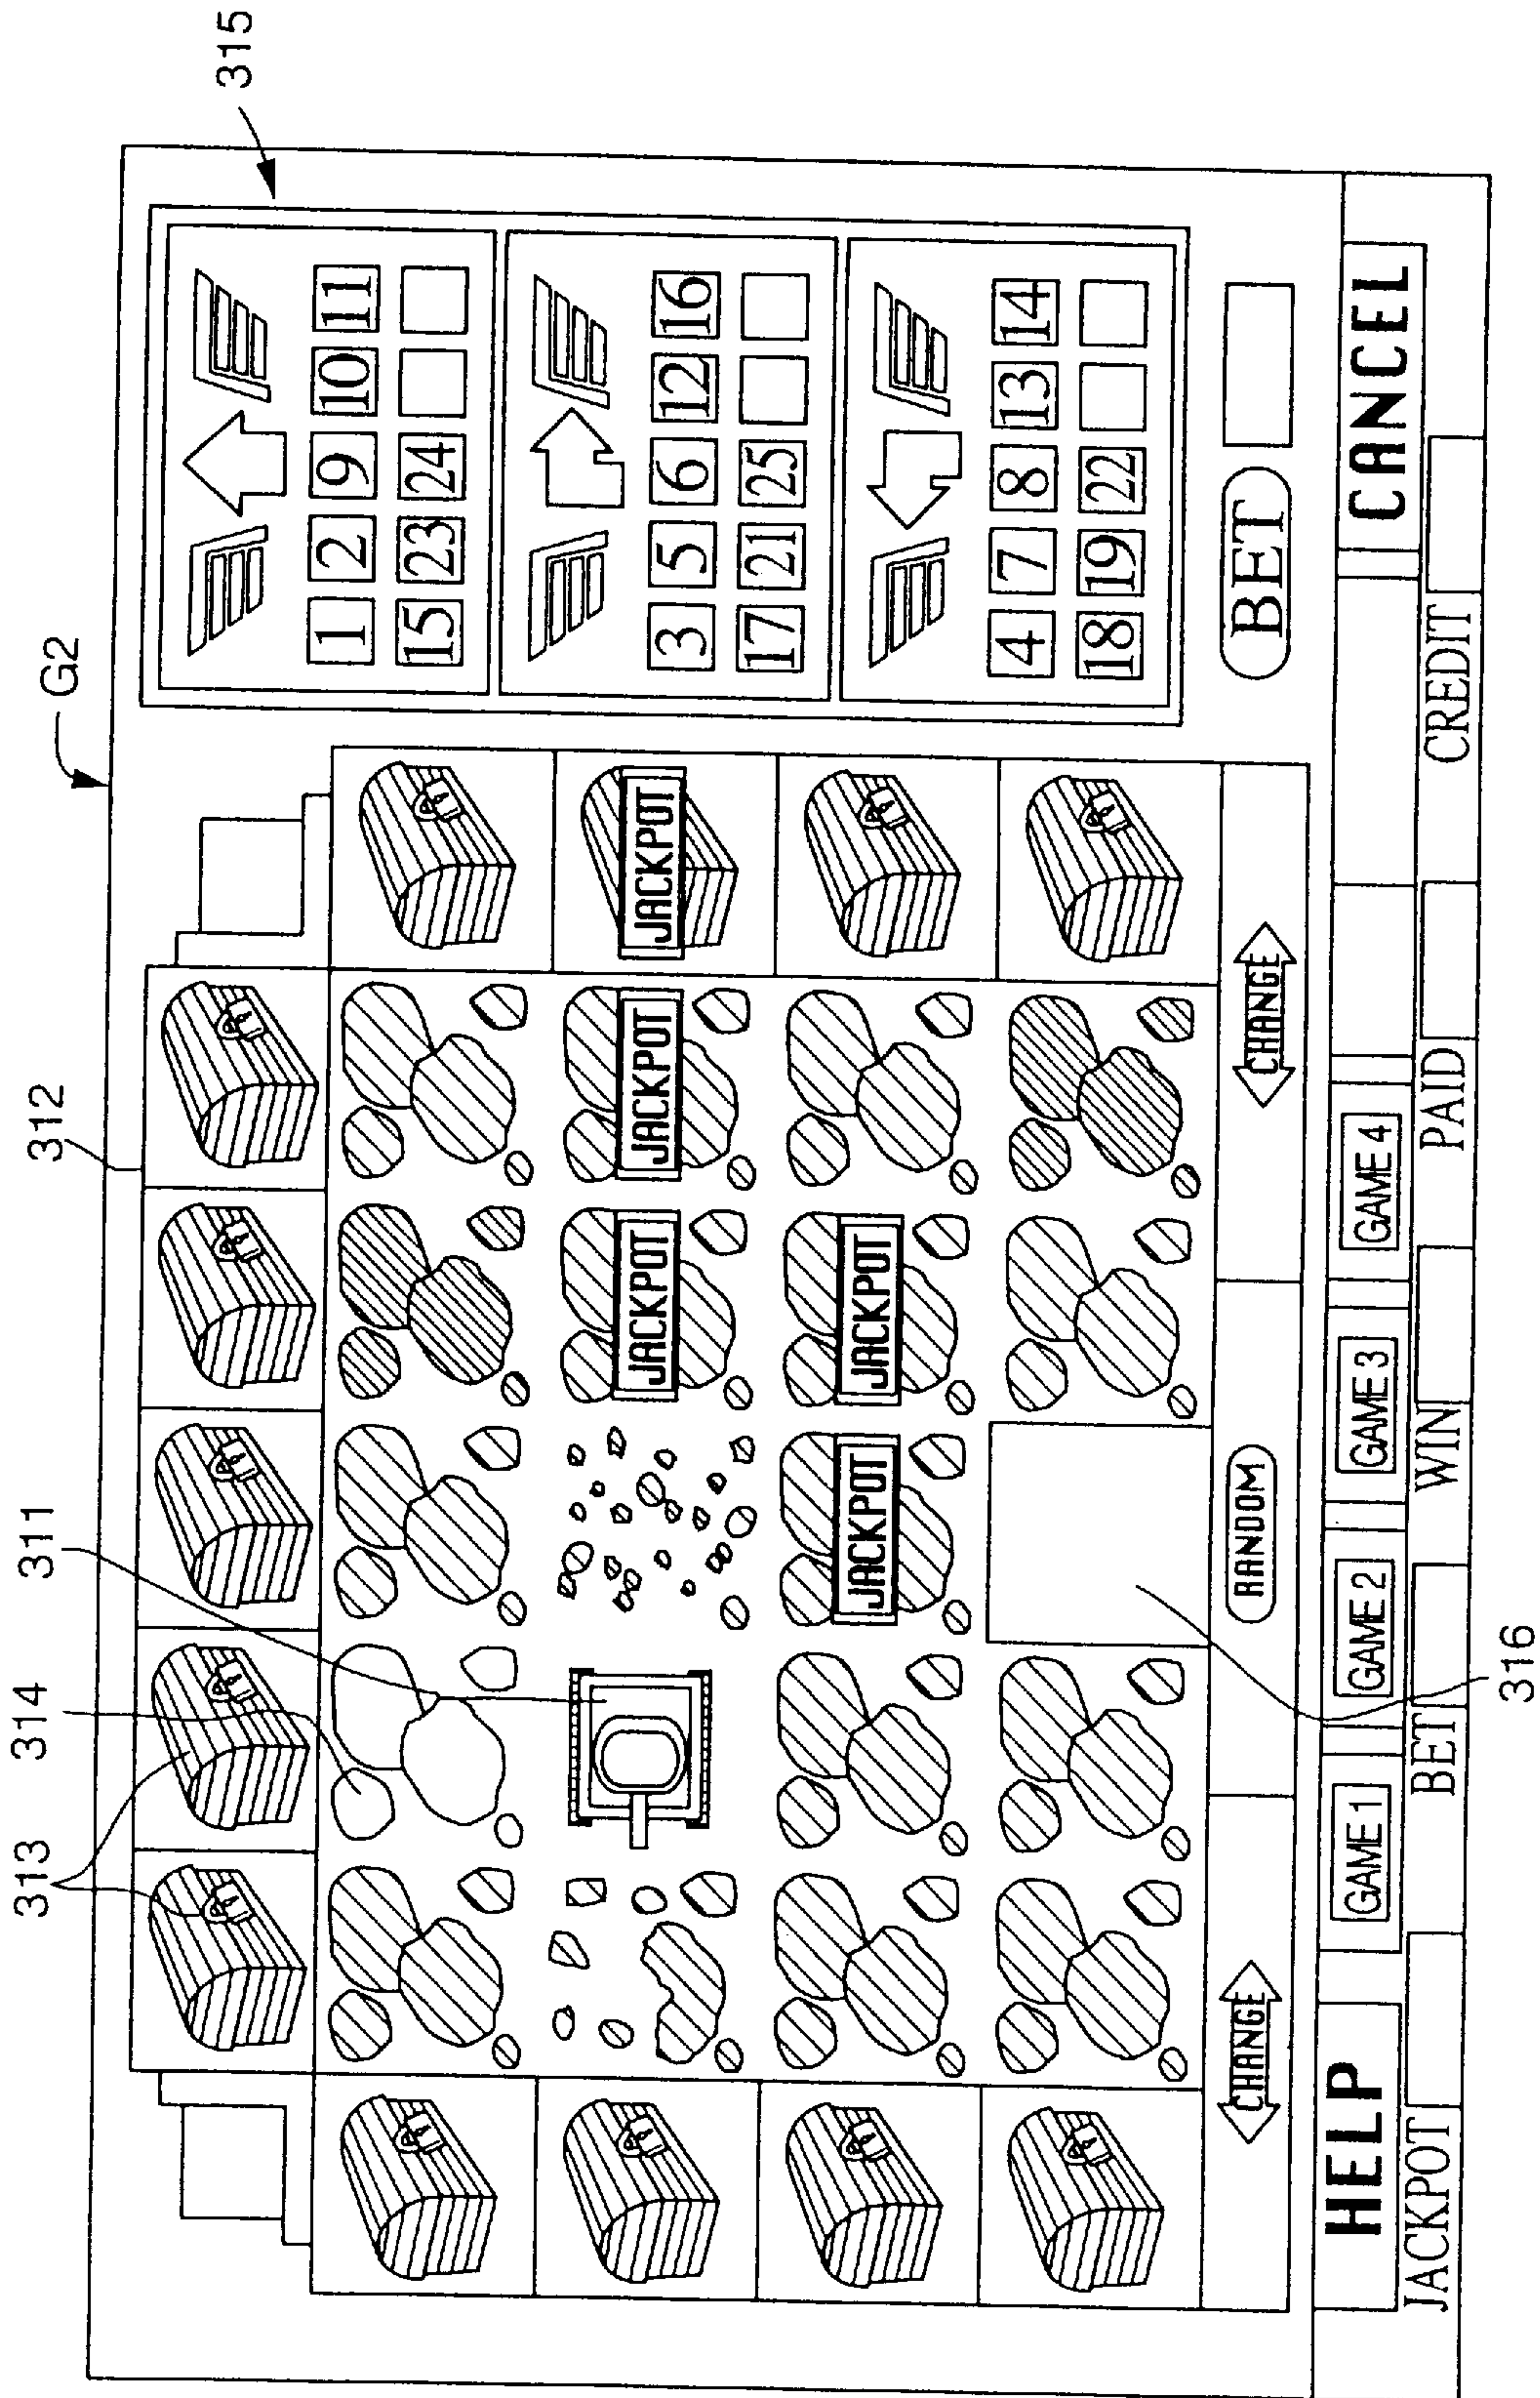 G2
315
312
311
314
313
316
1 2 9 10 11
15 23 24
3 5 6 12 16
17 21 25
4 7 8 13 14
18 19 22
BET
JACKPOT
JACKPOT
JACKPOT
JACKPOT
JACKPOT
CHANGE
RANDOM
CHANGE
HELP
GAME 1
GAME 2
GAME 3
GAME 4
CANCEL
JACKPOT
BET
WIN
PAID
CREDIT